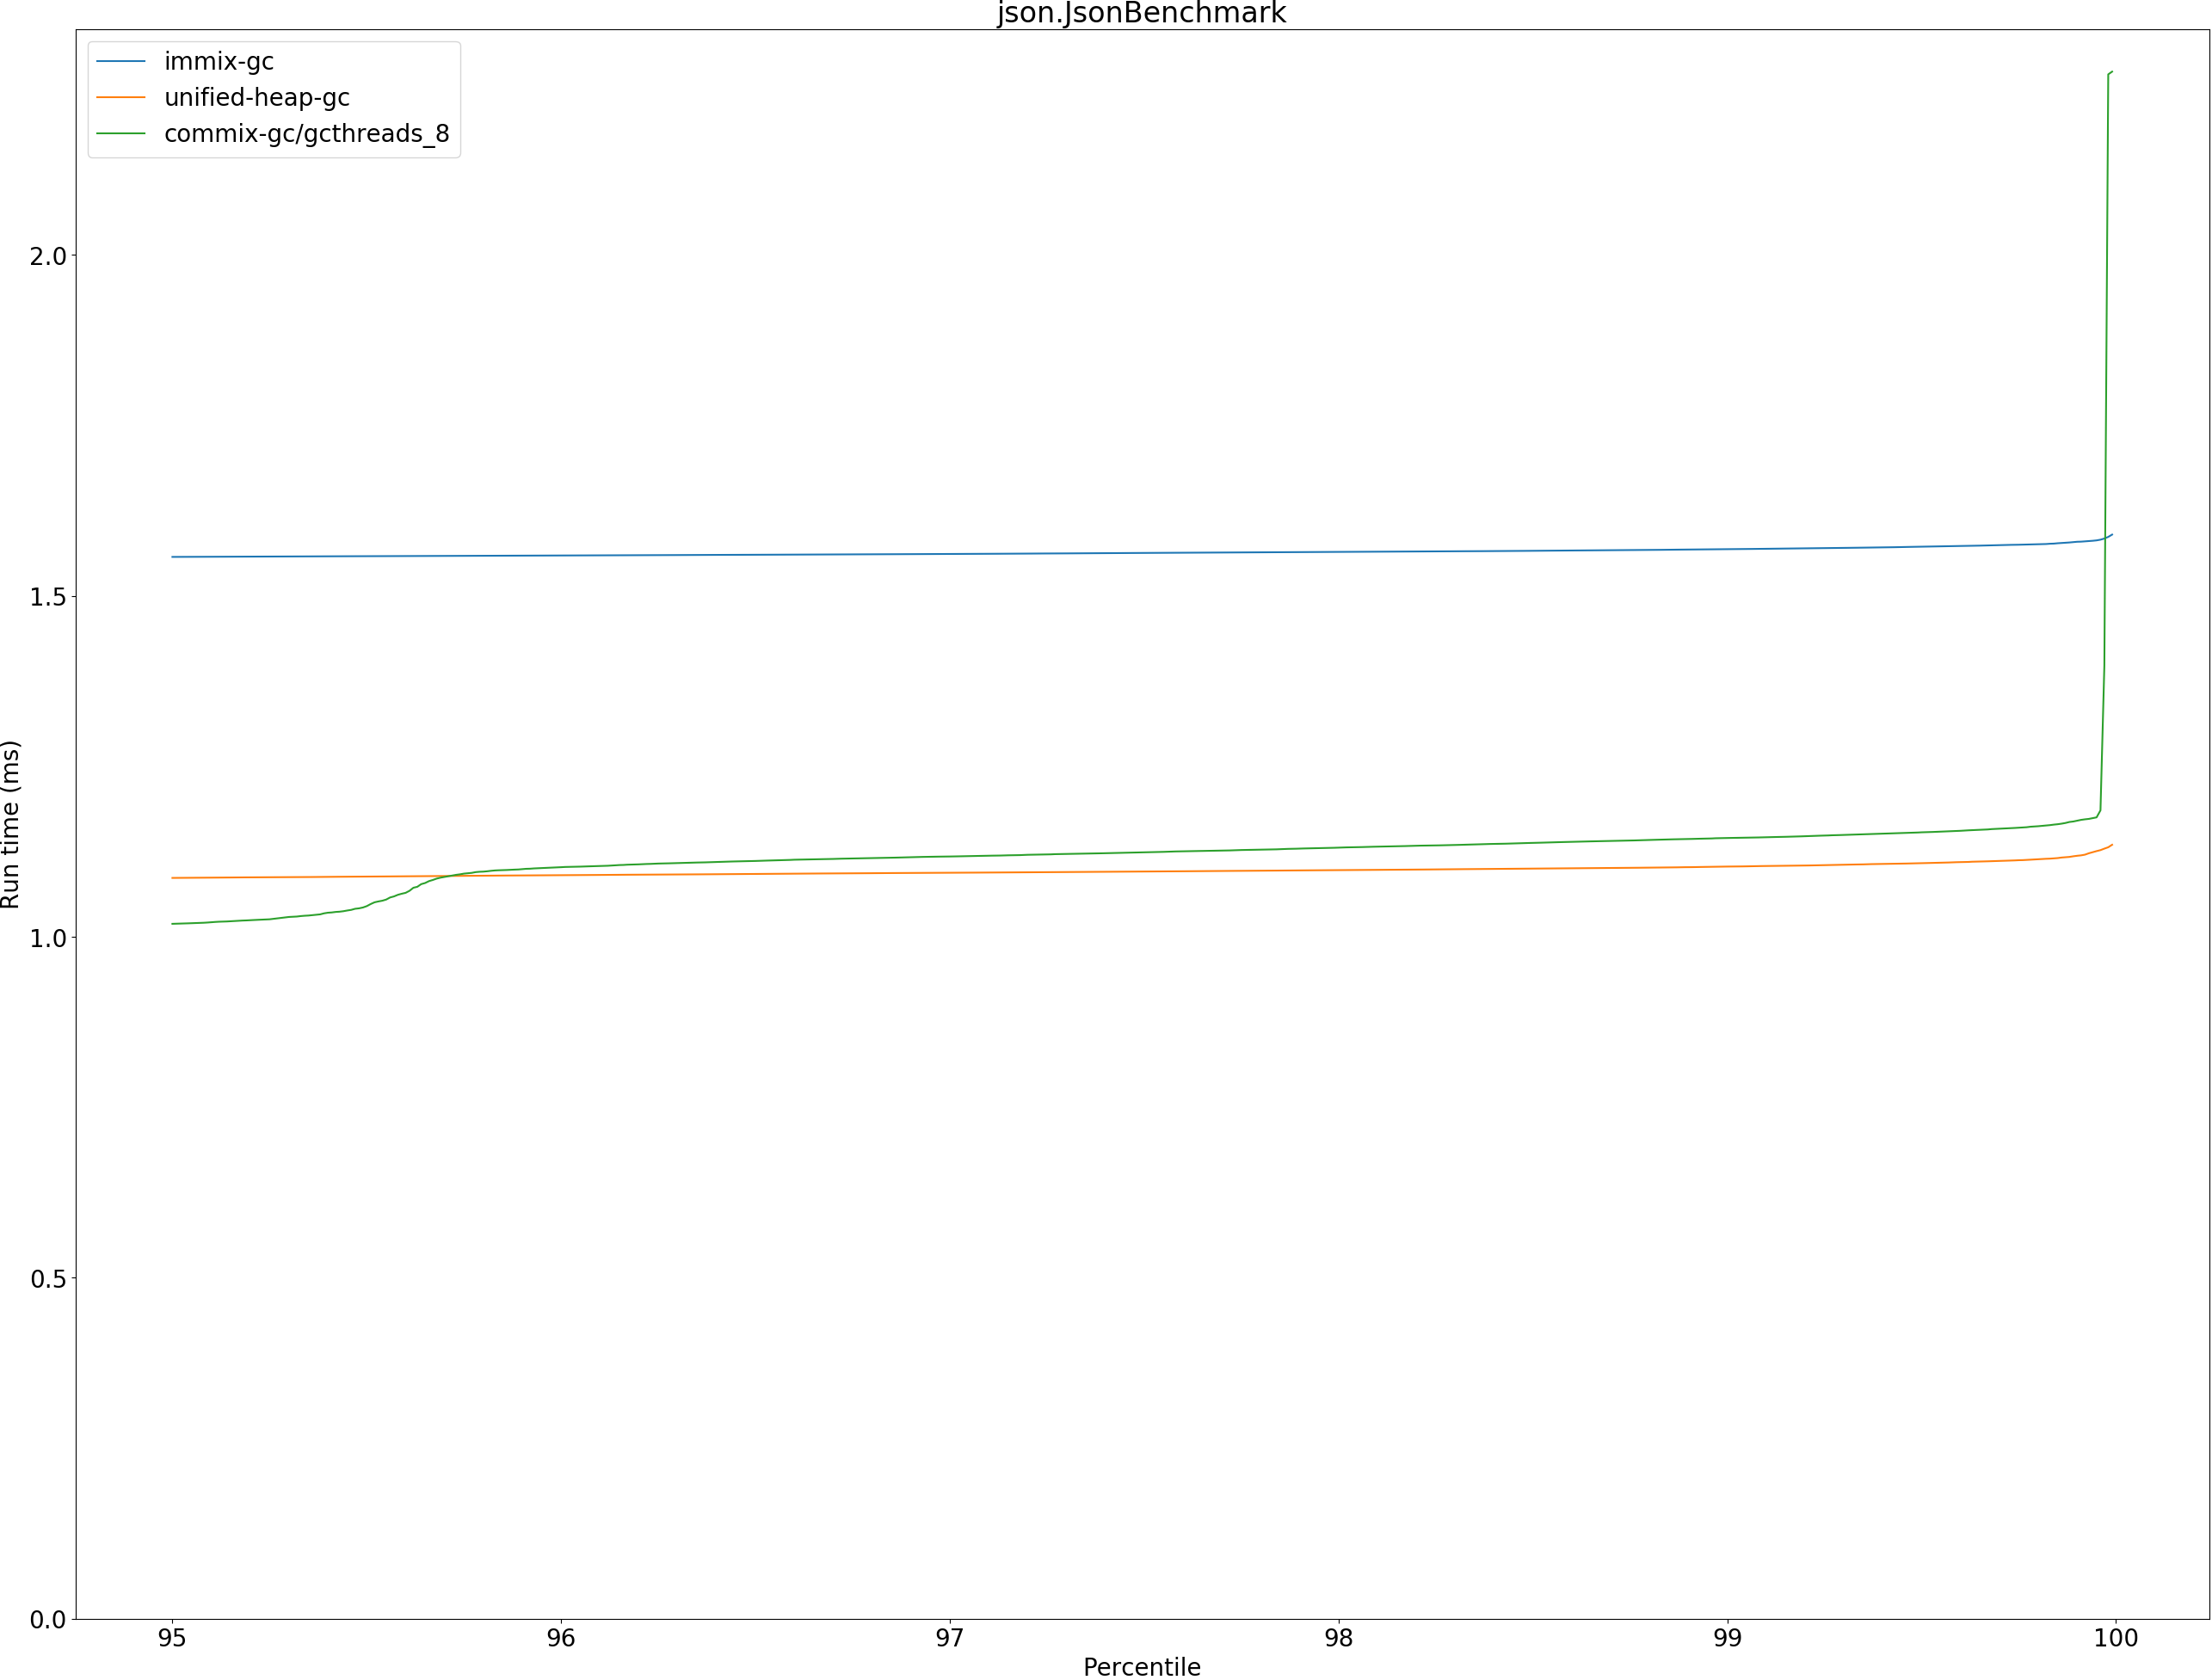 json.JsonBenchmark
immix-gc
unified-heap-gc
commix-gc/gcthreads_8
2.0
1.5
1.0
0.5
0.0
Run time (ms)
95 96 97 98 99 100
Percentile